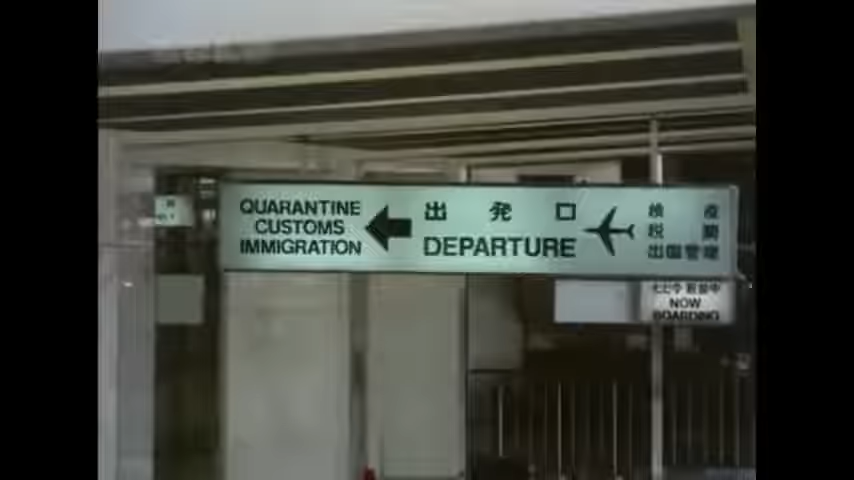 QUARANTINE
CUSTOMS
IMMIGRATION
出発口
DEPARTURE
検疫
税関
出国管理
NOW
BOARDING